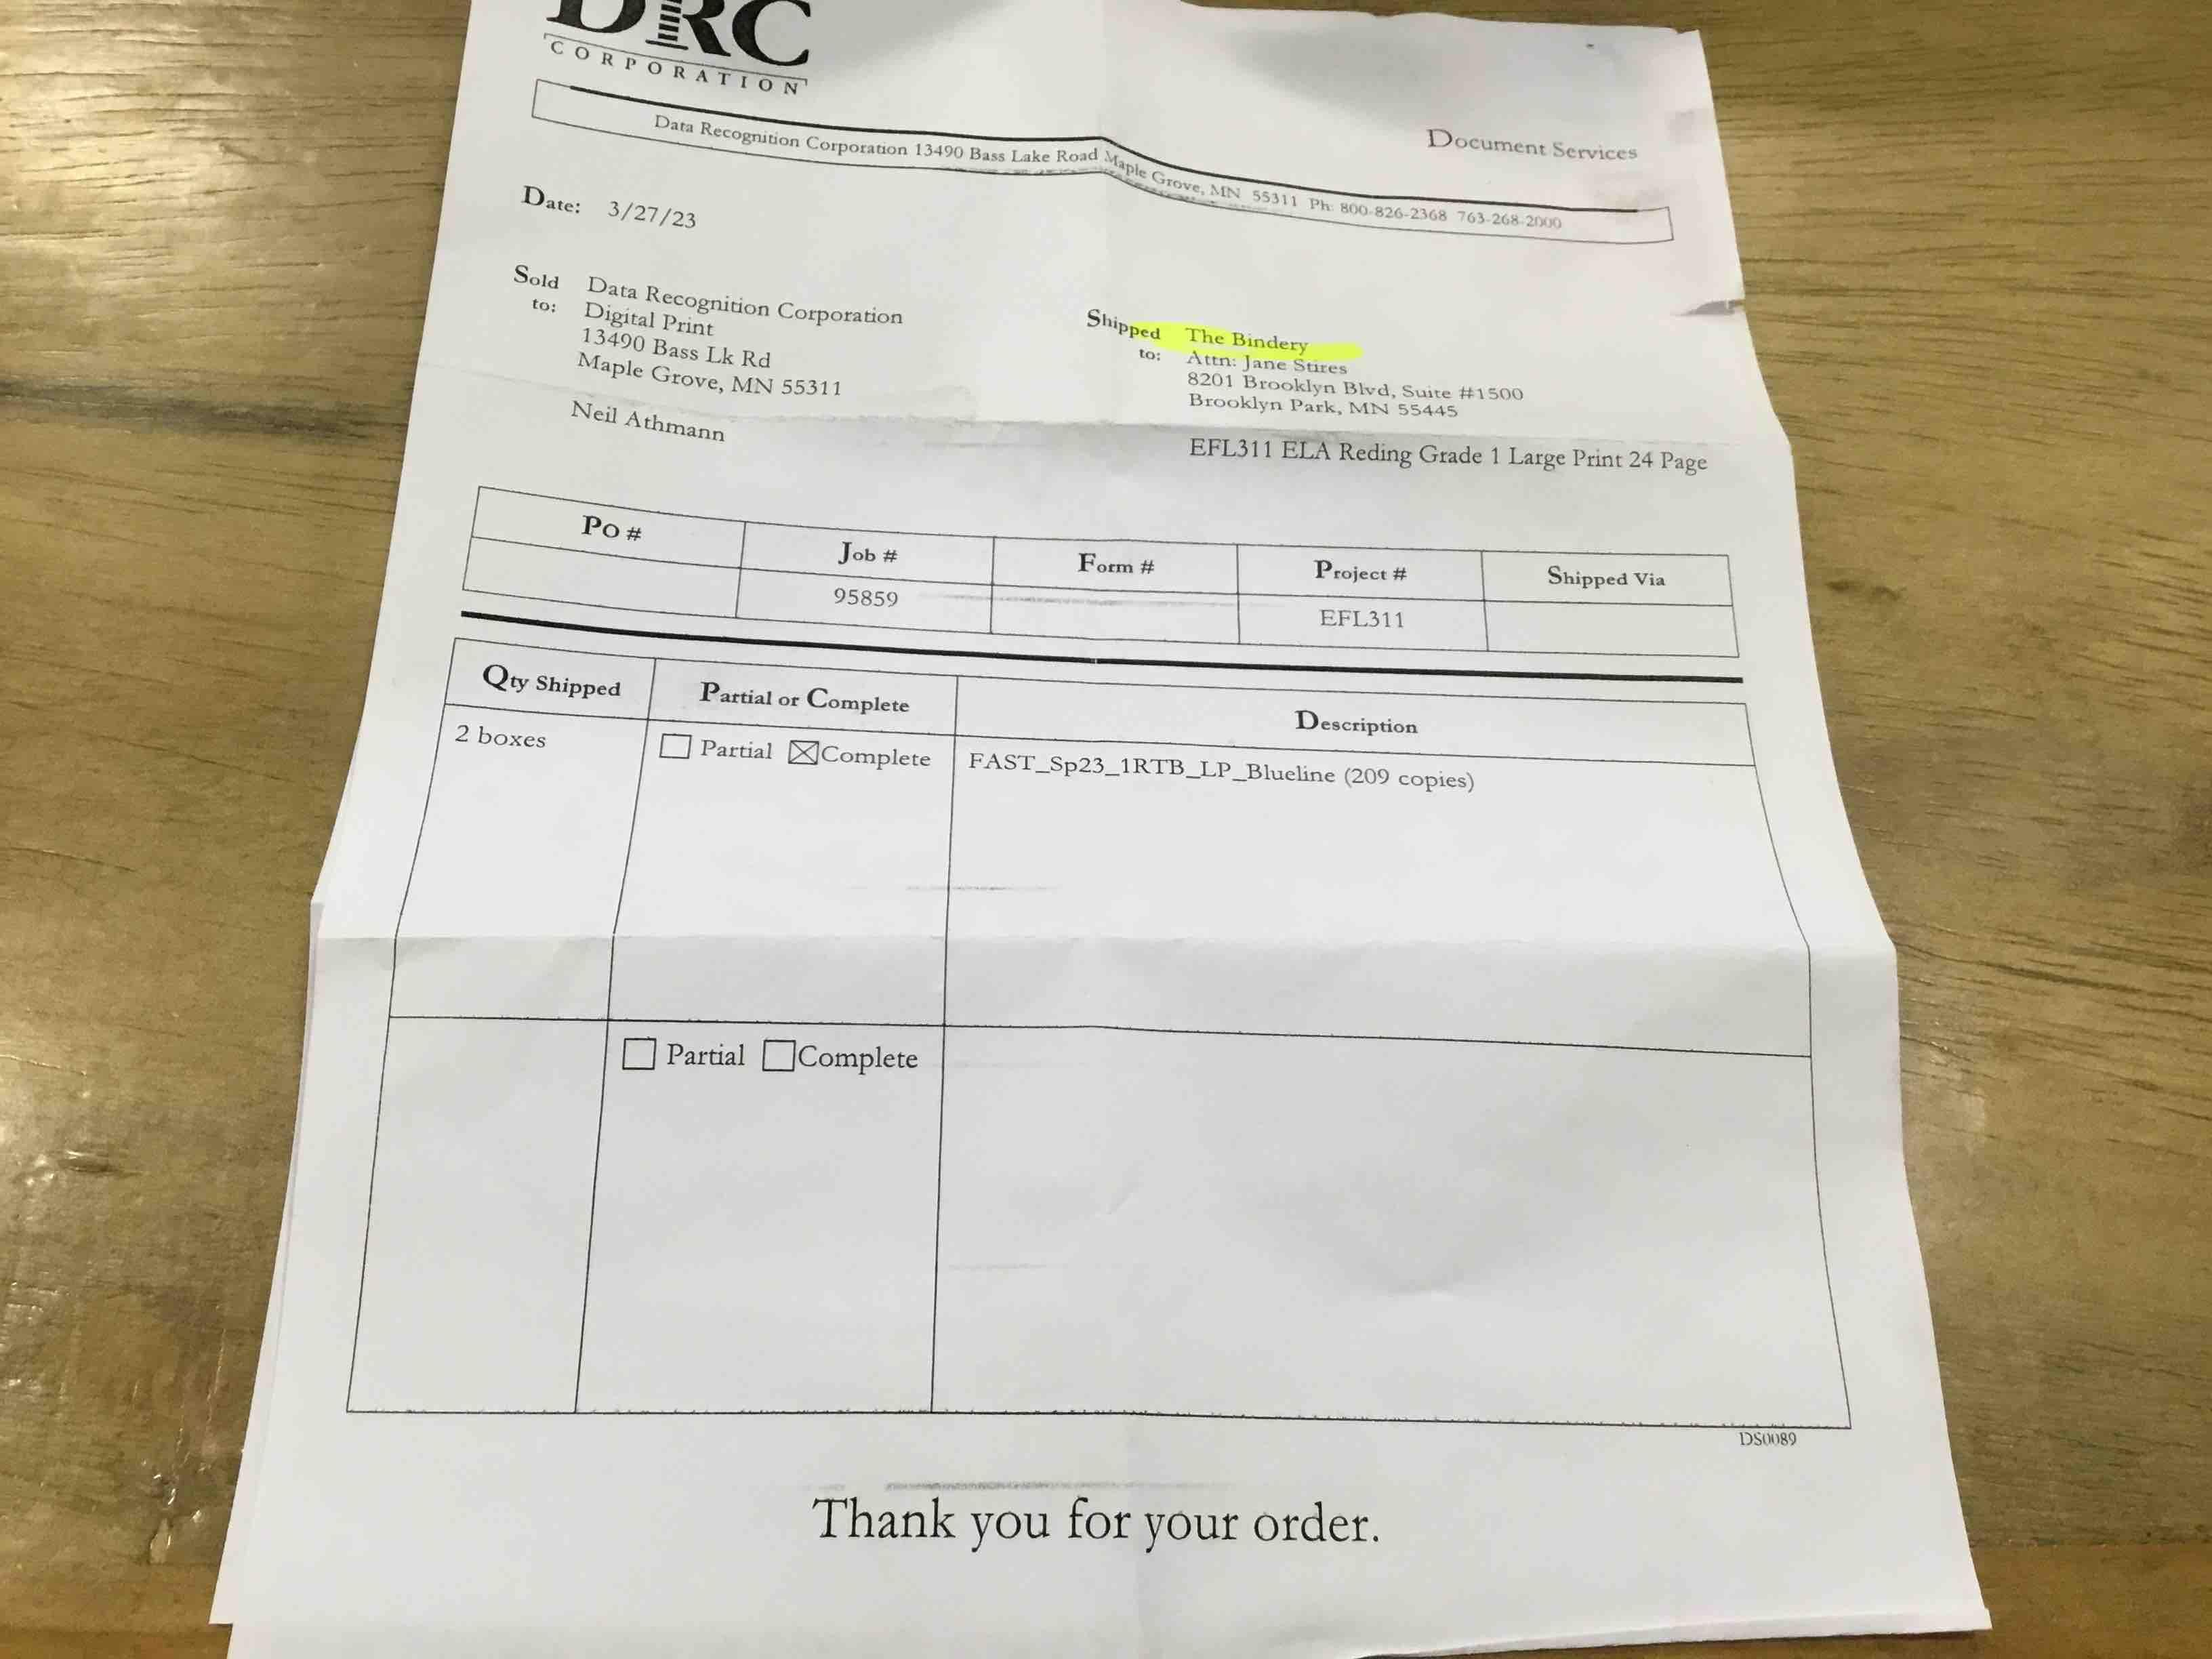 DRC
CORPORATION
Document Services
Data Recognition Corporation 13490 Bass Lake Road Maple Grove, MN 55311 Ph: 800-826-2368 763-268-2000
Date: 3/27/23
Sold to: Data Recognition Corporation
Digital Print
13490 Bass Lk Rd
Maple Grove, MN 55311
Neil Athmann
Shipped to: The Bindery
Attn: Jane Stires
8201 Brooklyn Blvd, Suite #1500
Brooklyn Park, MN 55445
EFL311 ELA Reding Grade 1 Large Print 24 Page
Po # Job # Form # Project # Shipped Via
95859 EFL311
Qty Shipped Partial or Complete Description
2 boxes ☐ Partial ☒ Complete FAST_Sp23_1RTB_LP_Blueline (209 copies)
☐ Partial ☐ Complete
DS0089
Thank you for your order.